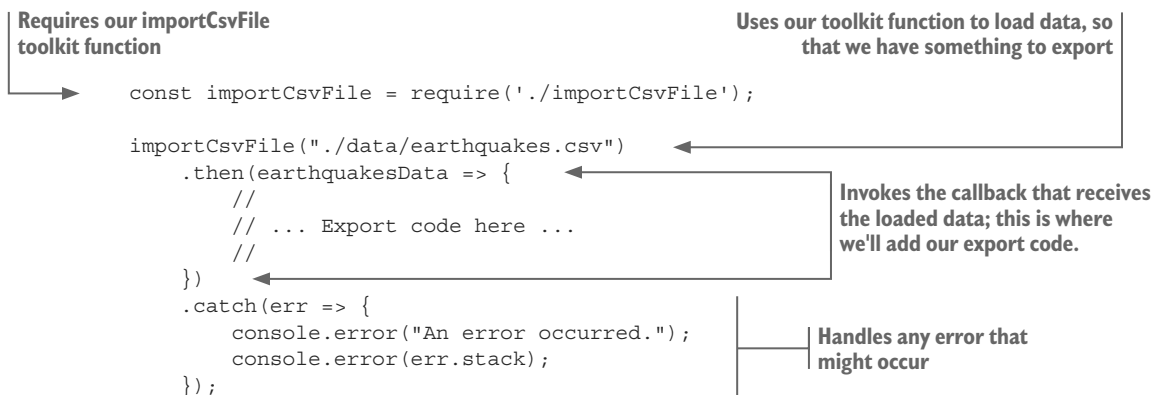 Requires our importCsvFile
toolkit function
Uses our toolkit function to load data, so
that we have something to export
const importCsvFile = require('./importCsvFile');
importCsvFile("./data/earthquakes.csv")
    .then(earthquakesData => {
        //
        // ... Export code here ...
        //
    })
Invokes the callback that receives
the loaded data; this is where
we'll add our export code.
    .catch(err => {
        console.error("An error occurred.");
        console.error(err.stack);
    });
Handles any error that
might occur